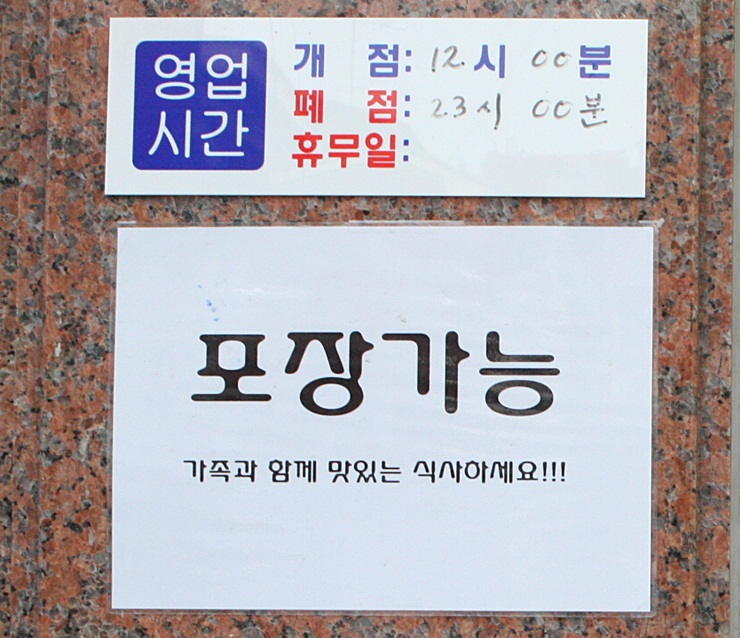 영업
시간
개 점: 12시 00분
폐 점: 23시 00분
휴무일:
포장가능
가족과 함께 맛있는 식사하세요!!!